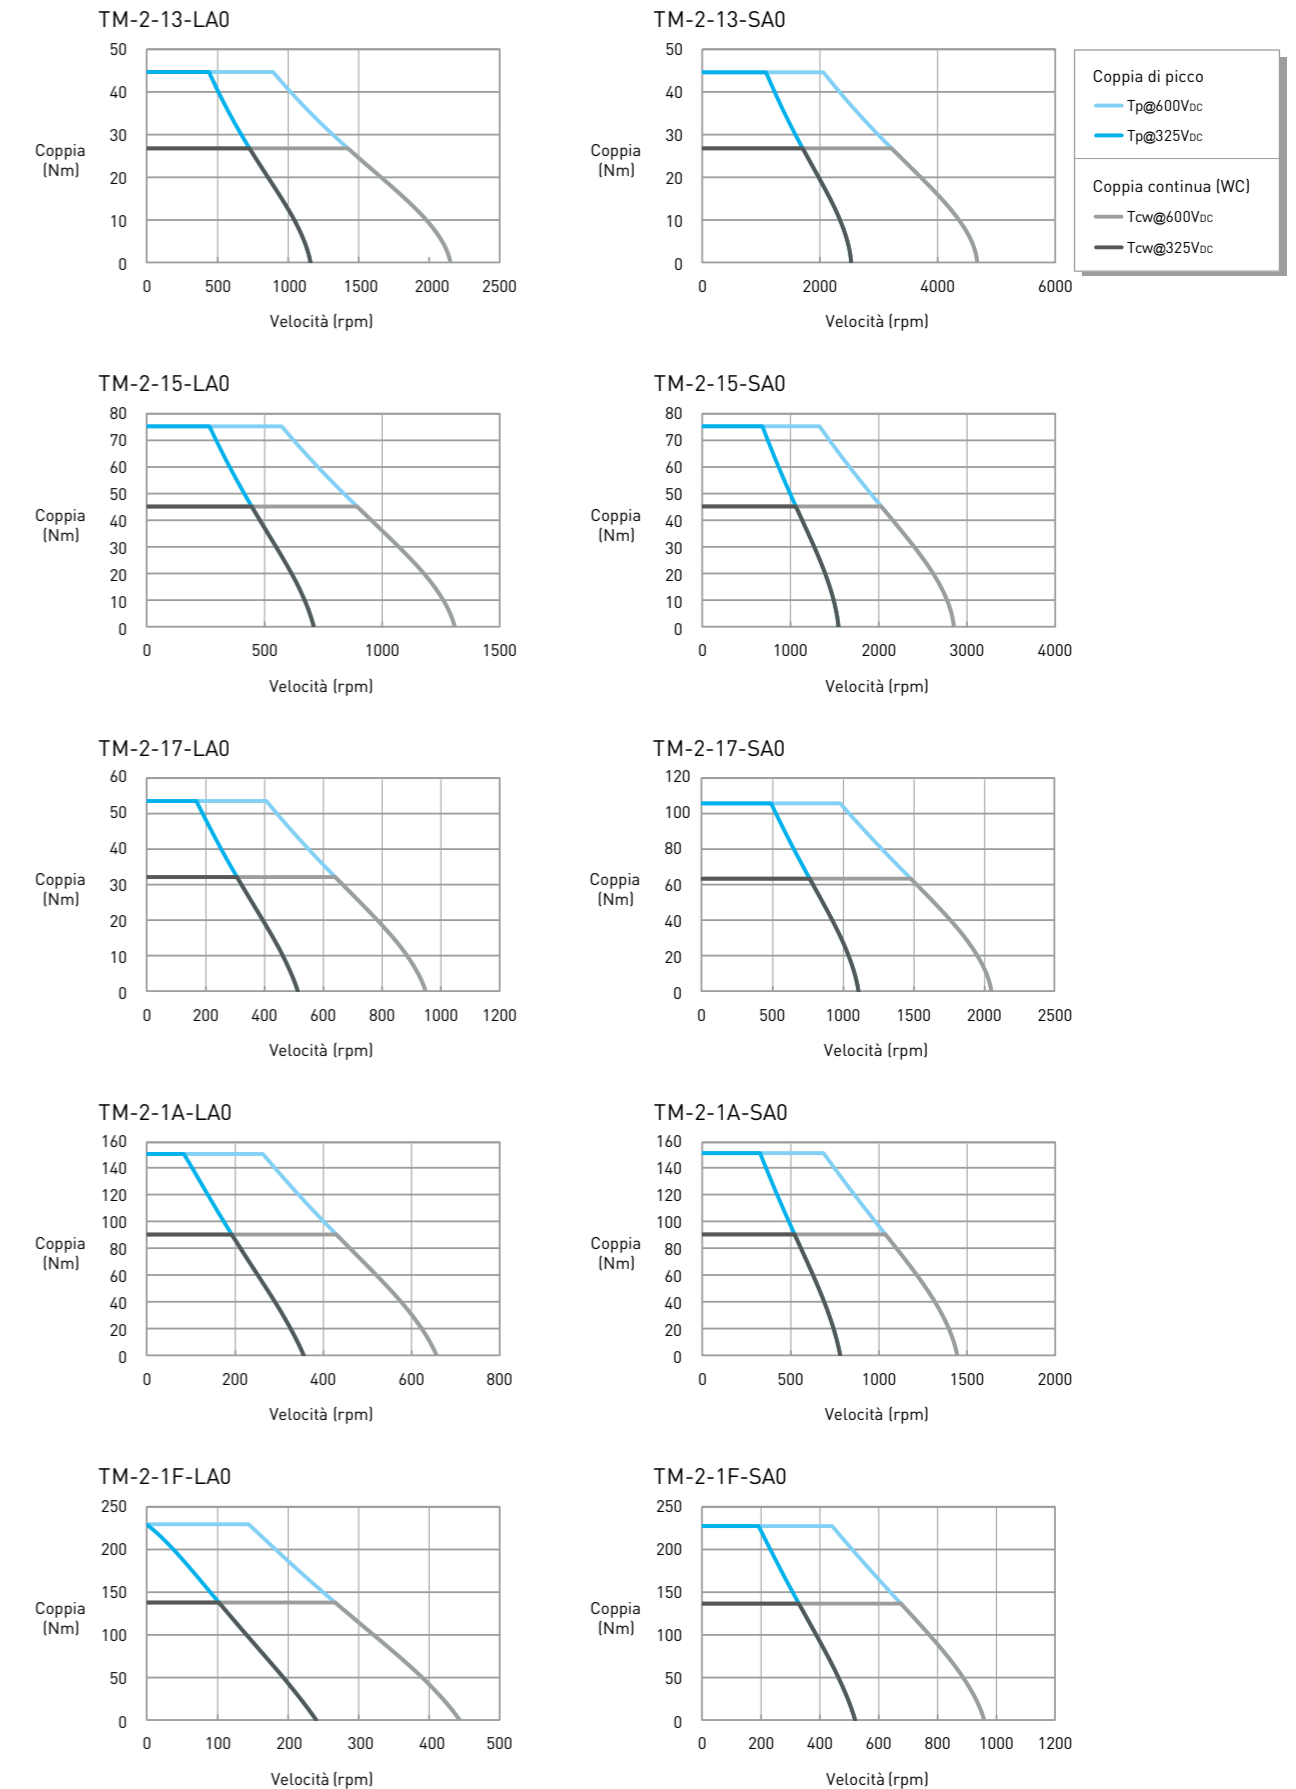 TM-2-13-LA0
50
40
30
20
10
0
Coppia
(Nm)
0 500 1000 1500 2000 2500
Velocità (rpm)
TM-2-13-SA0
50
40
30
20
10
0
Coppia
(Nm)
0 2000 4000 6000
Velocità (rpm)
Coppia di picco
Tp@600VDC
Tp@325VDC
Coppia continua (WC)
Tcw@600VDC
Tcw@325VDC
TM-2-15-LA0
80
70
60
50
40
30
20
10
0
Coppia
(Nm)
0 500 1000 1500
Velocità (rpm)
TM-2-15-SA0
80
70
60
50
40
30
20
10
0
Coppia
(Nm)
0 1000 2000 3000 4000
Velocità (rpm)
TM-2-17-LA0
60
50
40
30
20
10
0
Coppia
(Nm)
0 200 400 600 800 1000 1200
Velocità (rpm)
TM-2-17-SA0
120
100
80
60
40
20
0
Coppia
(Nm)
0 500 1000 1500 2000 2500
Velocità (rpm)
TM-2-1A-LA0
160
140
120
100
80
60
40
20
0
Coppia
(Nm)
0 200 400 600 800
Velocità (rpm)
TM-2-1A-SA0
160
140
120
100
80
60
40
20
0
Coppia
(Nm)
0 500 1000 1500 2000
Velocità (rpm)
TM-2-1F-LA0
250
200
150
100
50
0
Coppia
(Nm)
0 100 200 300 400 500
Velocità (rpm)
TM-2-1F-SA0
250
200
150
100
50
0
Coppia
(Nm)
0 200 400 600 800 1000 1200
Velocità (rpm)